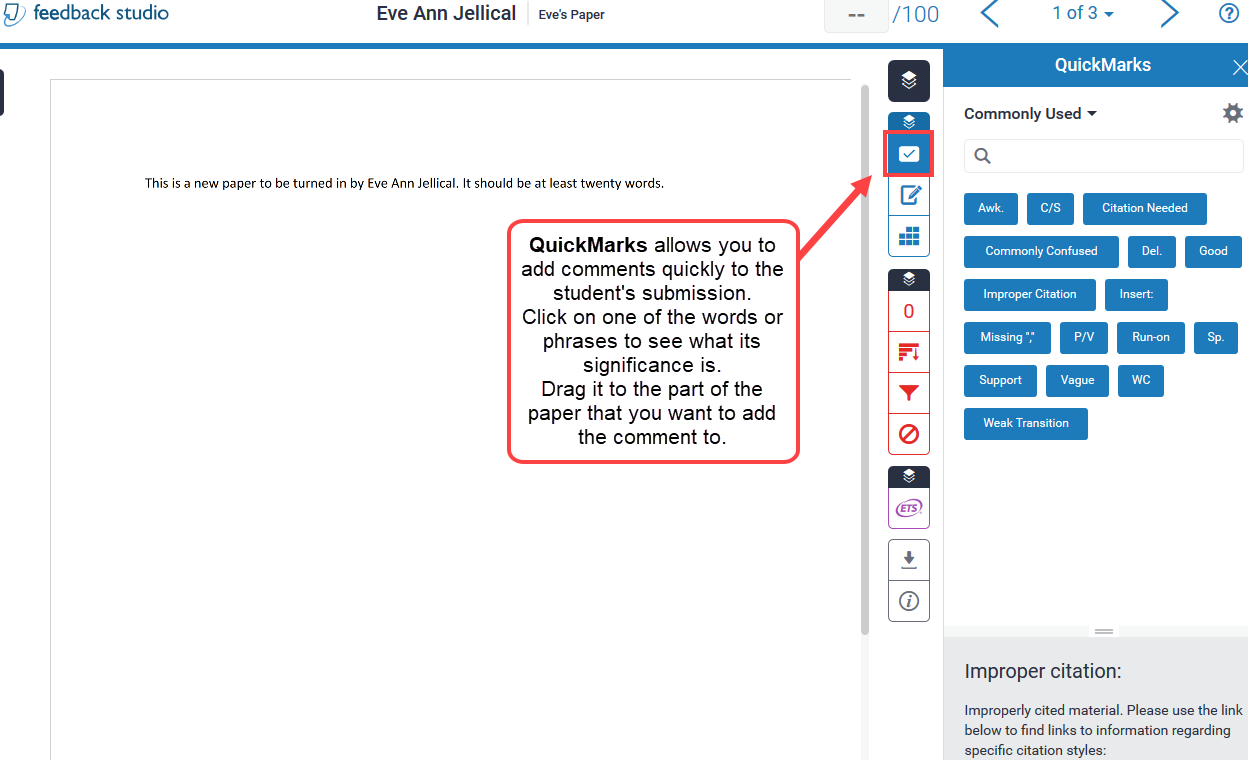 feedback studio
Eve Ann Jellical
Eve's Paper
--
/100
1 of 3
?
QuickMarks
Commonly Used
This is a new paper to be turned in by Eve Ann Jellical. It should be at least twenty words.
QuickMarks allows you to
add comments quickly to the
student's submission.
Click on one of the words or
phrases to see what its
significance is.
Drag it to the part of the
paper that you want to add
the comment to.
0
ETS
i
Awk.
C/S
Citation Needed
Commonly Confused
Del.
Good
Improper Citation
Insert:
Missing ","
P/V
Run-on
Sp.
Support
Vague
WC
Weak Transition
Improper citation:
Improperly cited material. Please use the link
below to find links to information regarding
specific citation styles: